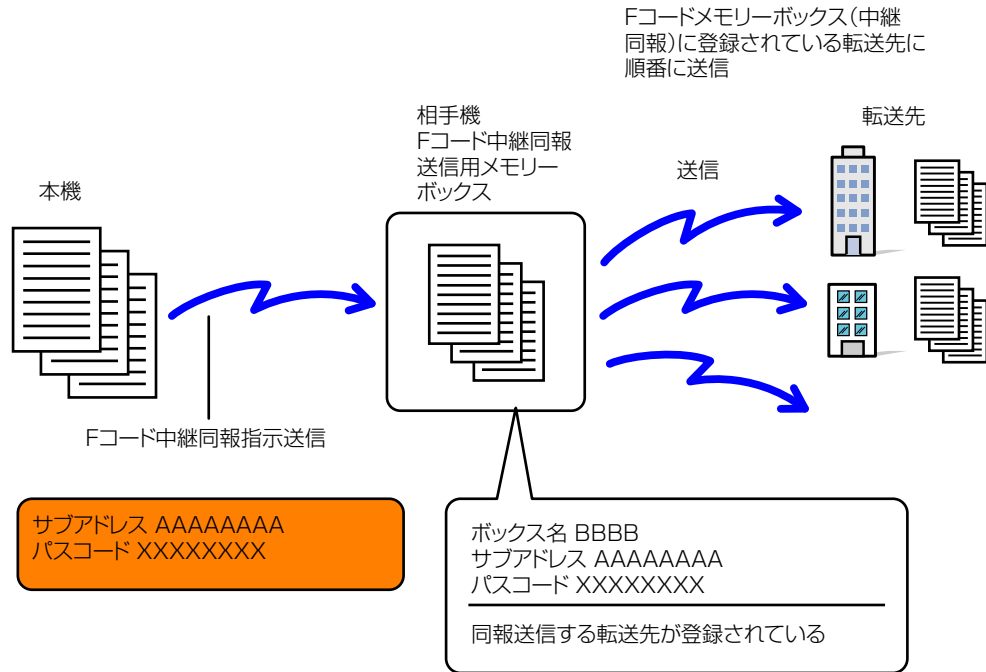 Fコードメモリーボックス（中継
同報）に登録されている転送先に
順番に送信
相手機
Fコード中継同報
送信用メモリー
ボックス
転送先
送信
本機
Fコード中継同報指示送信
サブアドレス AAAAAAAA
パスコード XXXXXXXX
ボックス名 BBBB
サブアドレス AAAAAAAA
パスコード XXXXXXXX
同報送信する転送先が登録されている